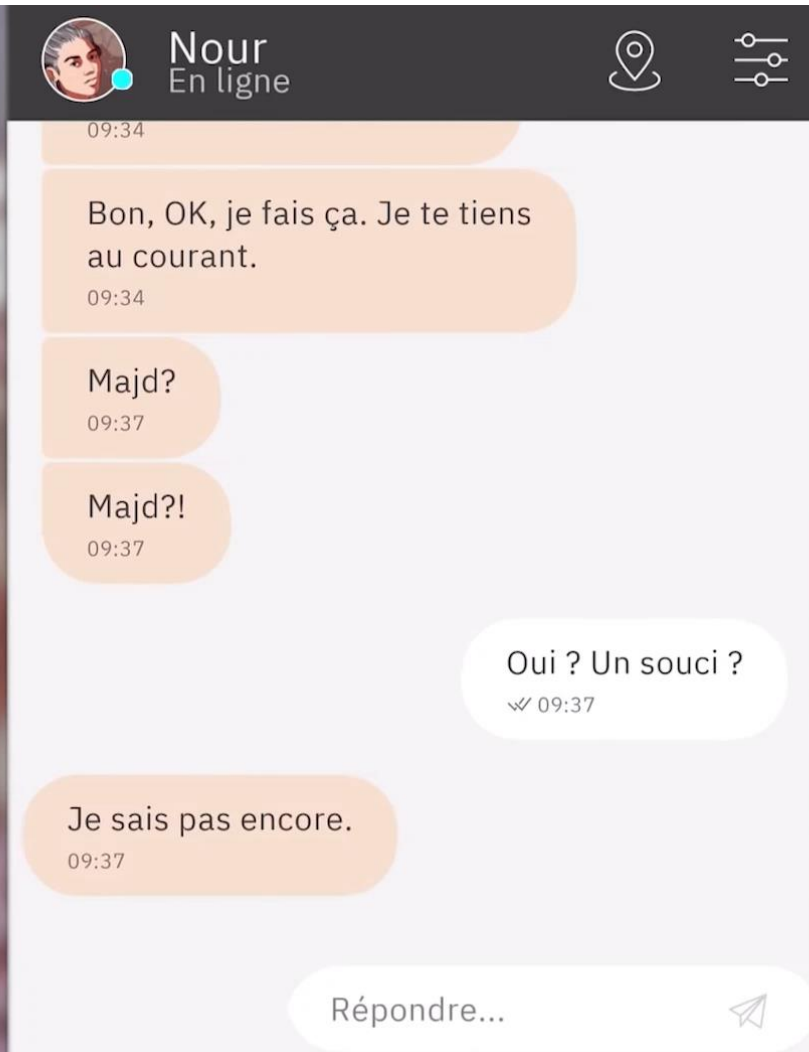 Nour
En ligne
09:34
Bon, OK, je fais ça. Je te tiens
au courant.
09:34
Majd?
09:37
Majd?!
09:37
Oui ? Un souci ?
09:37
Je sais pas encore.
09:37
Répondre...